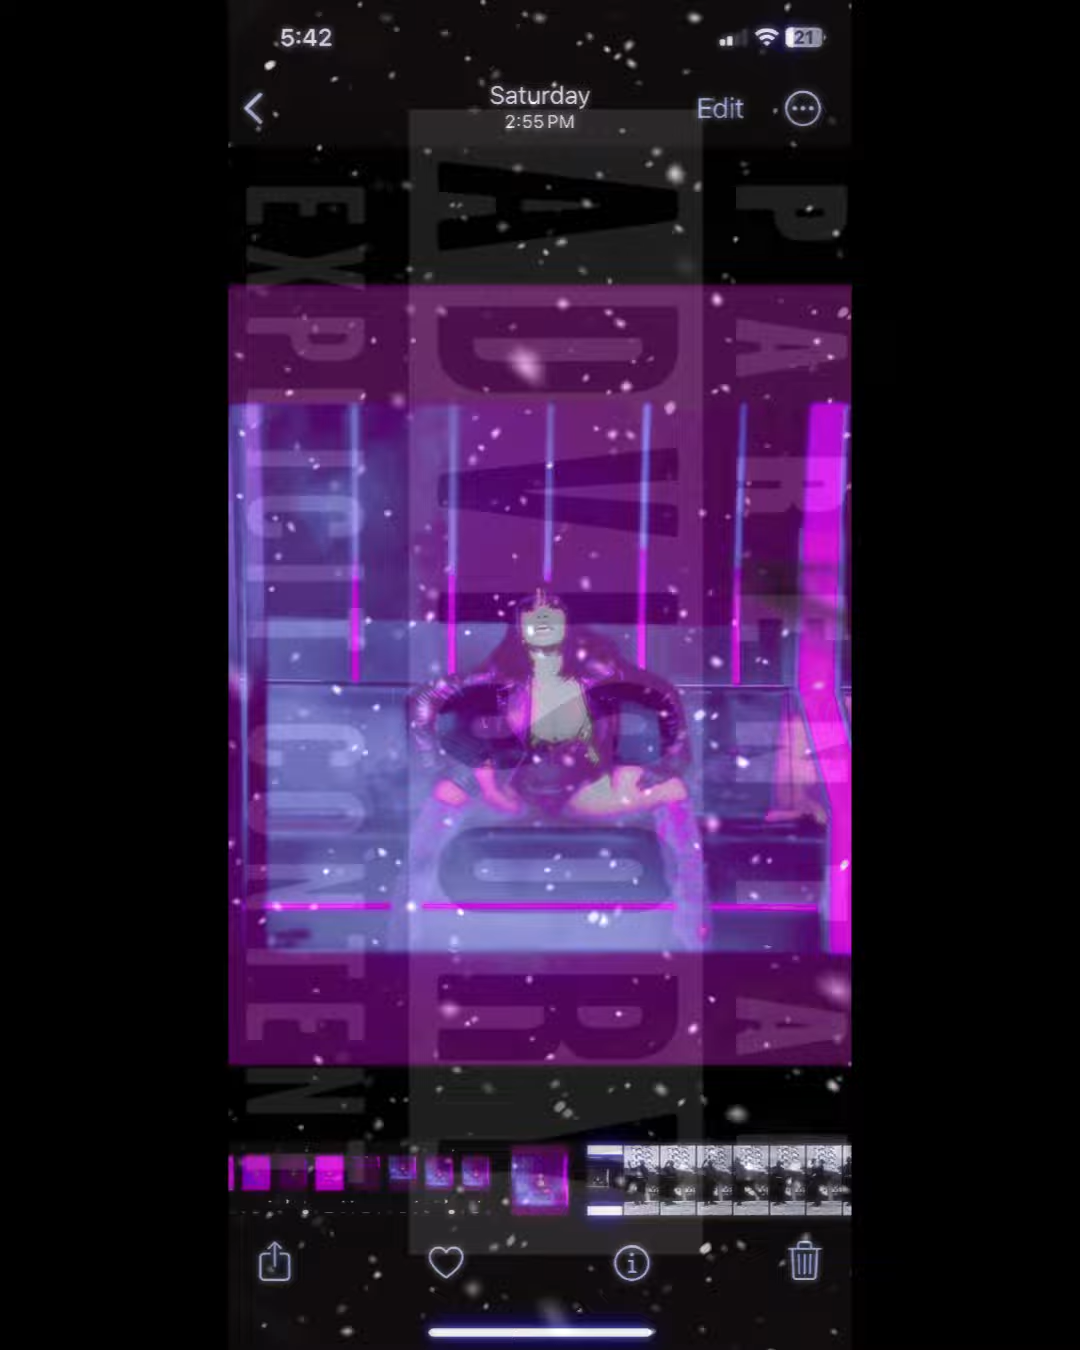 5:42 21
Saturday
2:55 PM
Edit
PARENTAL
ADVISORY
EXPLICIT CONTENT